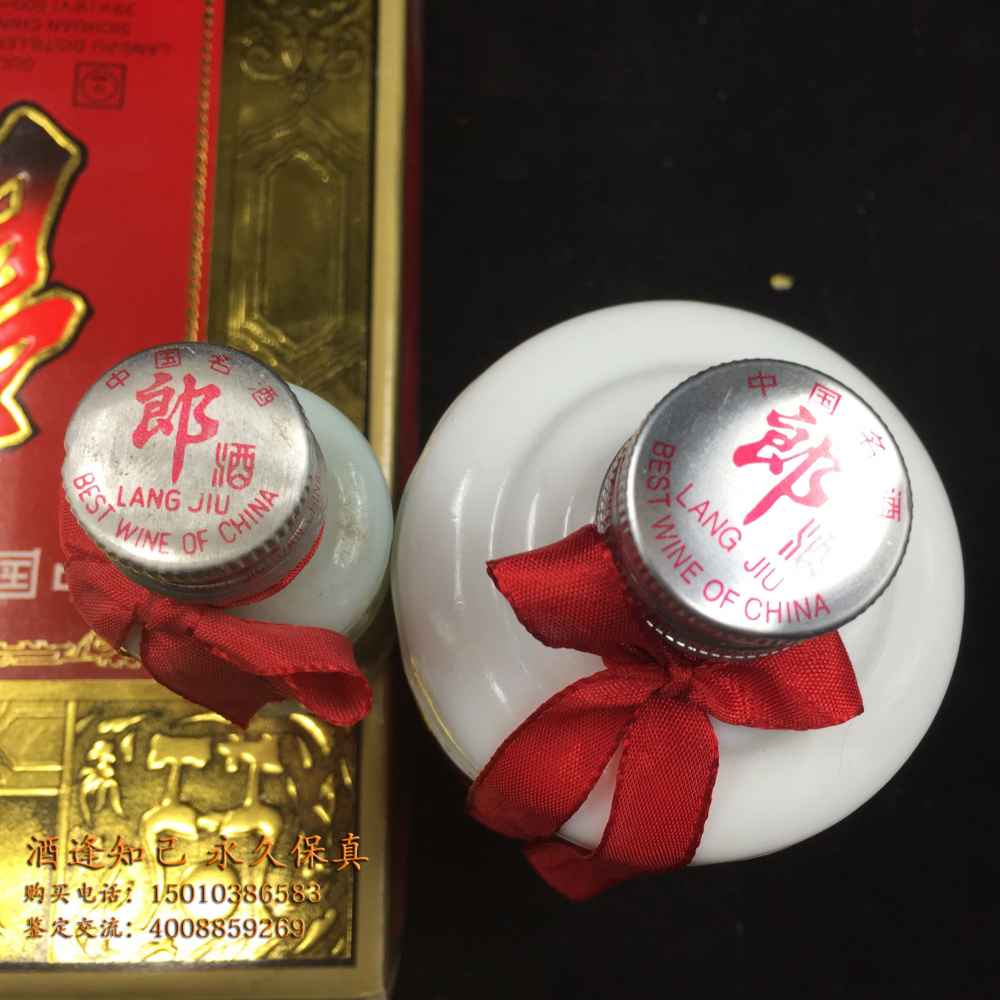 中国名酒
郎
酒
LANG JIU
BEST WINE OF CHINA
中国名酒
郎
酒
LANG JIU
BEST WINE OF CHINA
酒逢知己 永久保真
购买电话：15010386583
鉴定交流：4008859269